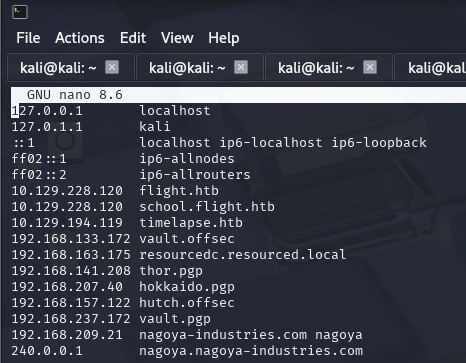 File Actions Edit View Help
kali@kali: ~ kali@kali: ~ kali@kali: ~ kali@kal
GNU nano 8.6
127.0.0.1 localhost
127.0.1.1 kali
::1 localhost ip6-localhost ip6-loopback
ff02::1 ip6-allnodes
ff02::2 ip6-allrouters
10.129.228.120 flight.htb
10.129.228.120 school.flight.htb
10.129.194.119 timelapse.htb
192.168.133.172 vault.offsec
192.168.163.175 resourcedc.resourced.local
192.168.141.208 thor.pgp
192.168.207.40 hokkaido.pgp
192.168.157.122 hutch.offsec
192.168.237.172 vault.pgp
192.168.209.21 nagoya-industries.com nagoya
240.0.0.1 nagoya.nagoya-industries.com